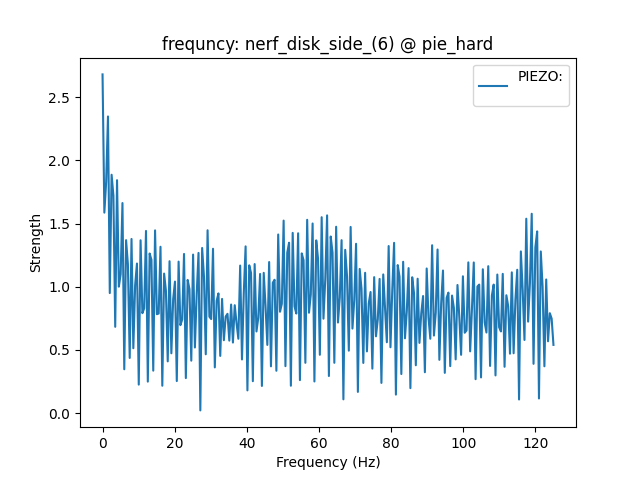 frequncy: nerf_disk_side_(6) @ pie_hard
PIEZO:
Strength
2.5
2.0
1.5
1.0
0.5
0.0
0 20 40 60 80 100 120
Frequency (Hz)